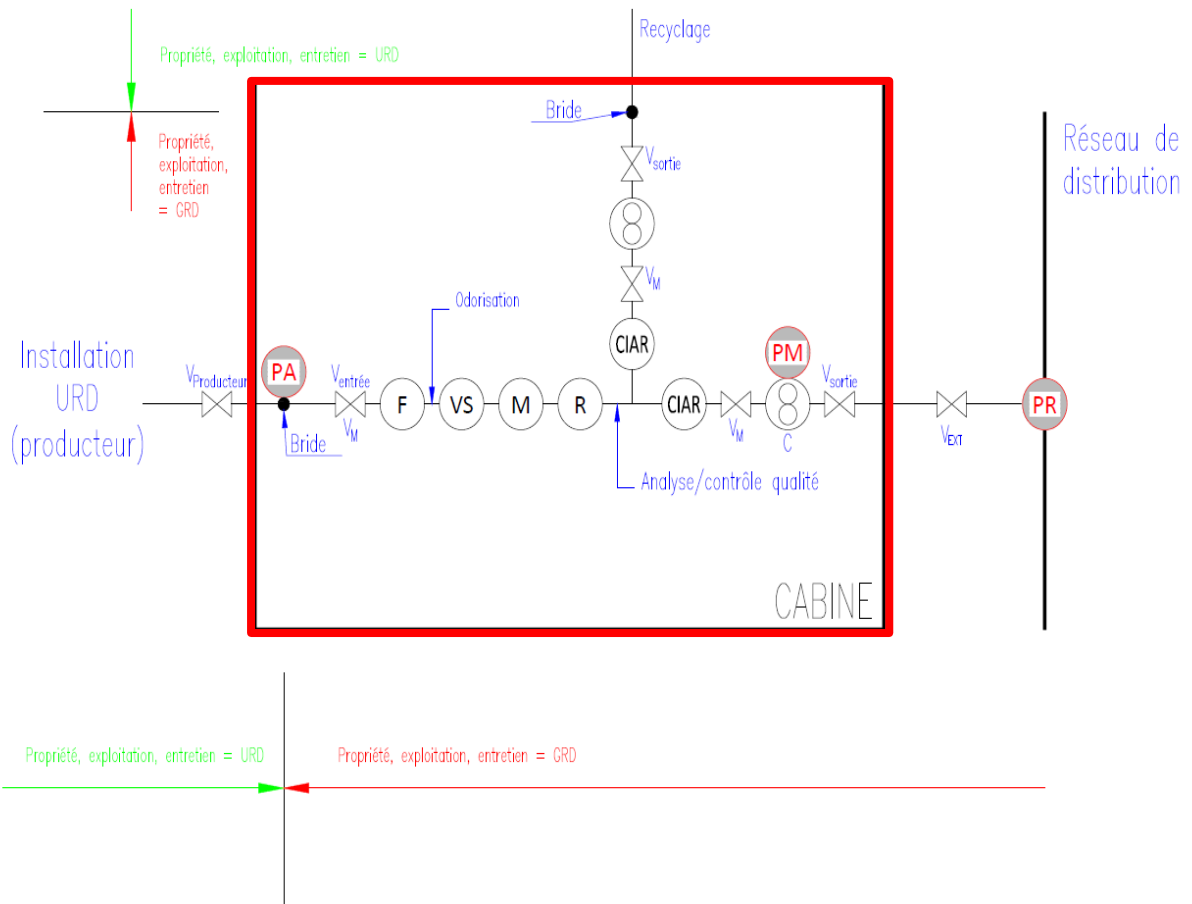 Recyclage
Propriété, exploitation, entretien = URD
Bride
Propriété,
exploitation,
entretien
= GRD
Réseau de
distribution
Vsortie
VM
Odorisation
Installation
URD
(producteur)
CIAR
PM
VProducteur
PA
Ventrée
Vsortie
F
VS
M
R
CIAR
PR
VM
VM
C
VEXT
Bride
Analyse/contrôle qualité
CABINE
Propriété, exploitation, entretien = URD
Propriété, exploitation, entretien = GRD